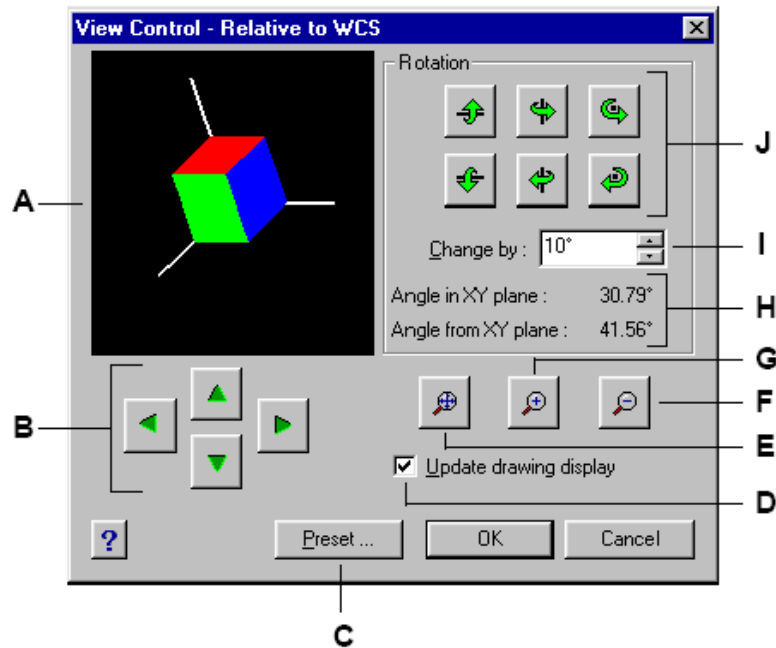 View Control - Relative to WCS
Rotation
J
A
Change by : 10°
I
Angle in XY plane : 30.79°
H
Angle from XY plane : 41.56°
G
B
F
E
Update drawing display
D
?
Preset ...
OK
Cancel
C